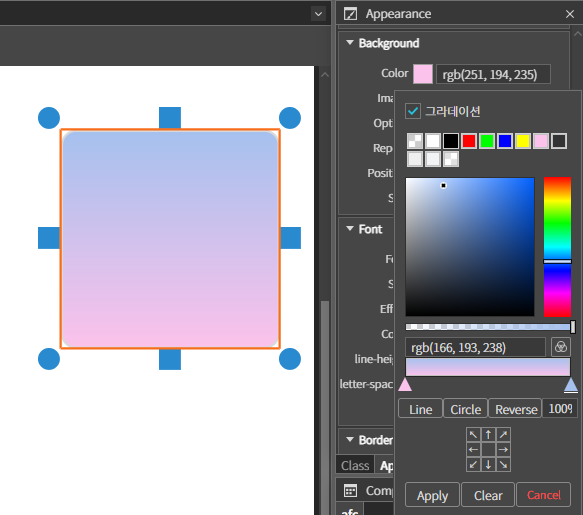 Appearance
Background
Color rgb(251, 194, 235)
Ima
그라데이션
Opt
Rep
Posit
S
Font
Fo
S
Eff
Co
rgb(166, 193, 238)
line-hei
letter-spac
Line Circle Reverse 100%
Border
Class Ap
Apply Clear Cancel
Comp
afc